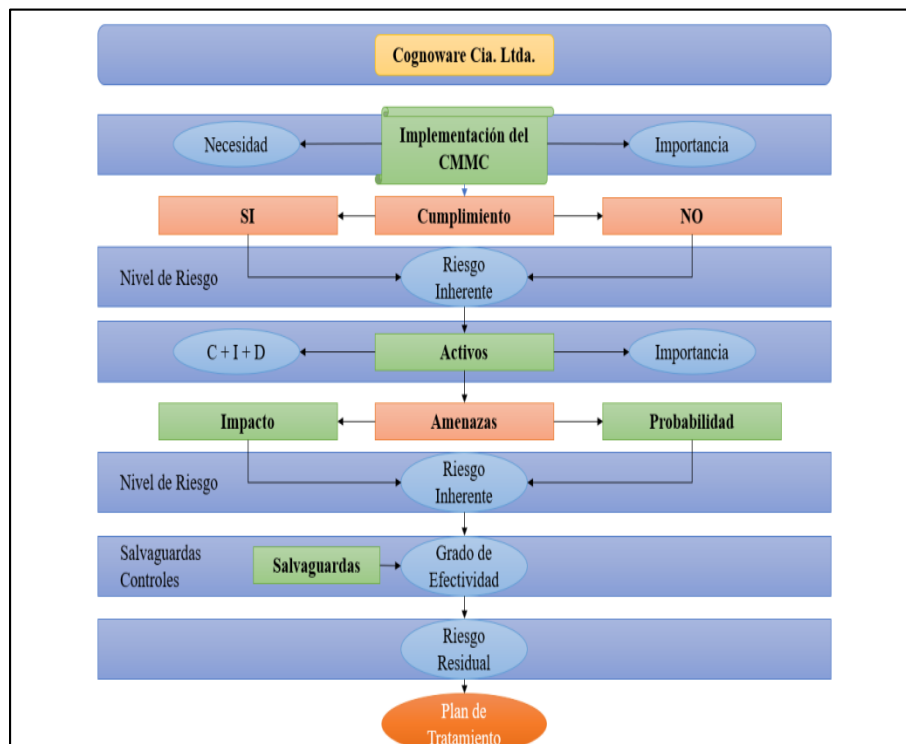 Cognoware Cia. Ltda.
Necesidad
Implementación del
CMMC
Importancia
SI
Cumplimiento
NO
Nivel de Riesgo
Riesgo
Inherente
C + I + D
Activos
Importancia
Impacto
Amenazas
Probabilidad
Nivel de Riesgo
Riesgo
Inherente
Salvaguardas
Controles
Salvaguardas
Grado de
Efectividad
Riesgo
Residual
Plan de
Tratamiento